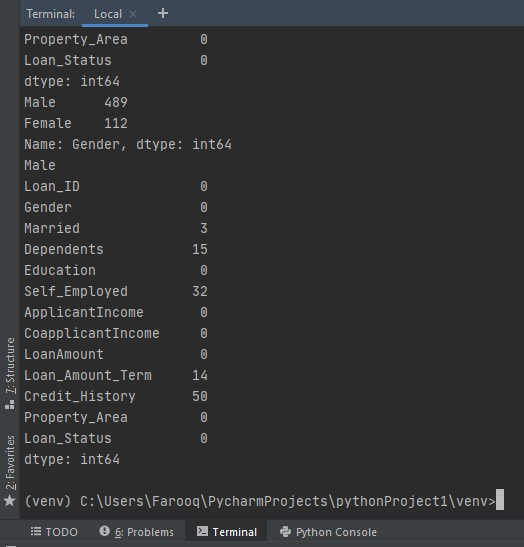 Terminal: Local × +
Property_Area 0
Loan_Status 0
dtype: int64
Male 489
Female 112
Name: Gender, dtype: int64
Male
Loan_ID 0
Gender 0
Married 3
Dependents 15
Education 0
Self_Employed 32
ApplicantIncome 0
CoapplicantIncome 0
LoanAmount 0
Loan_Amount_Term 14
Credit_History 50
Property_Area 0
Loan_Status 0
dtype: int64
(venv) C:\Users\Farooq\PycharmProjects\pythonProject1\venv>
7: Structure
2: Favorites
TODO 6: Problems Terminal Python Console